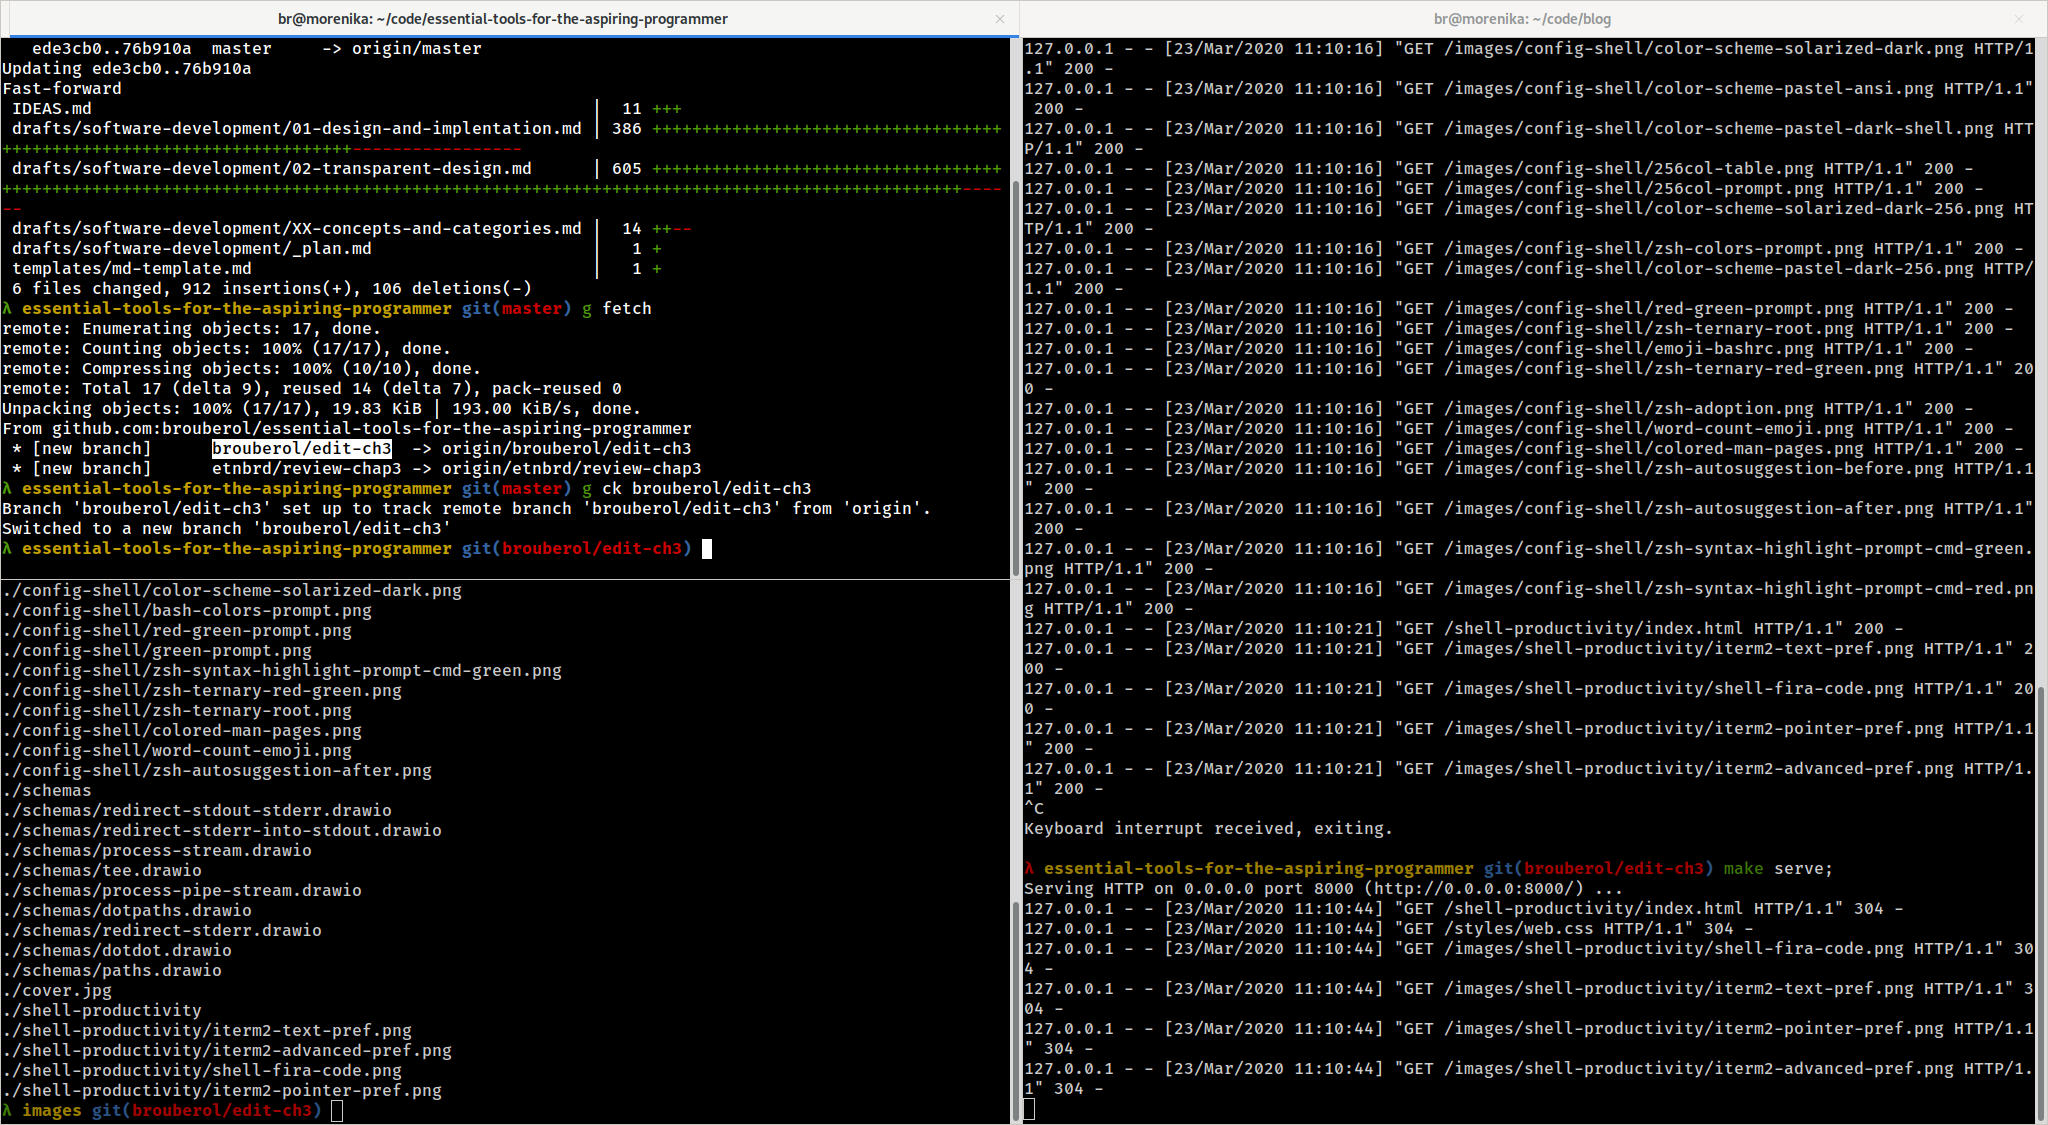 br@morenika: ~/code/essential-tools-for-the-aspiring-programmer
ede3cb0..76b910a  master     -> origin/master
Updating ede3cb0..76b910a
Fast-forward
 IDEAS.md                                                  |  11 +++
 drafts/software-development/01-design-and-implentation.md | 386 +++++++++++++++++++++++++++++++++++
+++++++++++++++++++++++++++++++++++-----------------
 drafts/software-development/02-transparent-design.md      | 605 +++++++++++++++++++++++++++++++++++
++++++++++++++++++++++++++++++++++++++++++++++++++++++++++++++++++++++++++++++++++++++++++++++++----
--
 drafts/software-development/XX-concepts-and-categories.md |  14 ++--
 drafts/software-development/_plan.md                      |   1 +
 templates/md-template.md                                  |   1 +
 6 files changed, 912 insertions(+), 106 deletions(-)
λ essential-tools-for-the-aspiring-programmer git(master) g fetch
remote: Enumerating objects: 17, done.
remote: Counting objects: 100% (17/17), done.
remote: Compressing objects: 100% (10/10), done.
remote: Total 17 (delta 9), reused 14 (delta 7), pack-reused 0
Unpacking objects: 100% (17/17), 19.83 KiB | 193.00 KiB/s, done.
From github.com:brouberol/essential-tools-for-the-aspiring-programmer
 * [new branch]      brouberol/edit-ch3  -> origin/brouberol/edit-ch3
 * [new branch]      etnbrd/review-chap3 -> origin/etnbrd/review-chap3
λ essential-tools-for-the-aspiring-programmer git(master) g ck brouberol/edit-ch3
Branch 'brouberol/edit-ch3' set up to track remote branch 'brouberol/edit-ch3' from 'origin'.
Switched to a new branch 'brouberol/edit-ch3'
λ essential-tools-for-the-aspiring-programmer git(brouberol/edit-ch3)
./config-shell/color-scheme-solarized-dark.png
./config-shell/bash-colors-prompt.png
./config-shell/red-green-prompt.png
./config-shell/green-prompt.png
./config-shell/zsh-syntax-highlight-prompt-cmd-green.png
./config-shell/zsh-ternary-red-green.png
./config-shell/zsh-ternary-root.png
./config-shell/colored-man-pages.png
./config-shell/word-count-emoji.png
./config-shell/zsh-autosuggestion-after.png
./schemas
./schemas/redirect-stdout-stderr.drawio
./schemas/redirect-stderr-into-stdout.drawio
./schemas/process-stream.drawio
./schemas/tee.drawio
./schemas/process-pipe-stream.drawio
./schemas/dotpaths.drawio
./schemas/redirect-stderr.drawio
./schemas/dotdot.drawio
./schemas/paths.drawio
./cover.jpg
./shell-productivity
./shell-productivity/iterm2-text-pref.png
./shell-productivity/iterm2-advanced-pref.png
./shell-productivity/shell-fira-code.png
./shell-productivity/iterm2-pointer-pref.png
λ images git(brouberol/edit-ch3)
br@morenika: ~/code/blog
127.0.0.1 - - [23/Mar/2020 11:10:16] "GET /images/config-shell/color-scheme-solarized-dark.png HTTP/1
.1" 200 -
127.0.0.1 - - [23/Mar/2020 11:10:16] "GET /images/config-shell/color-scheme-pastel-ansi.png HTTP/1.1"
 200 -
127.0.0.1 - - [23/Mar/2020 11:10:16] "GET /images/config-shell/color-scheme-pastel-dark-shell.png HTT
P/1.1" 200 -
127.0.0.1 - - [23/Mar/2020 11:10:16] "GET /images/config-shell/256col-table.png HTTP/1.1" 200 -
127.0.0.1 - - [23/Mar/2020 11:10:16] "GET /images/config-shell/256col-prompt.png HTTP/1.1" 200 -
127.0.0.1 - - [23/Mar/2020 11:10:16] "GET /images/config-shell/color-scheme-solarized-dark-256.png HT
TP/1.1" 200 -
127.0.0.1 - - [23/Mar/2020 11:10:16] "GET /images/config-shell/zsh-colors-prompt.png HTTP/1.1" 200 -
127.0.0.1 - - [23/Mar/2020 11:10:16] "GET /images/config-shell/color-scheme-pastel-dark-256.png HTTP/
1.1" 200 -
127.0.0.1 - - [23/Mar/2020 11:10:16] "GET /images/config-shell/red-green-prompt.png HTTP/1.1" 200 -
127.0.0.1 - - [23/Mar/2020 11:10:16] "GET /images/config-shell/zsh-ternary-root.png HTTP/1.1" 200 -
127.0.0.1 - - [23/Mar/2020 11:10:16] "GET /images/config-shell/emoji-bashrc.png HTTP/1.1" 200 -
127.0.0.1 - - [23/Mar/2020 11:10:16] "GET /images/config-shell/zsh-ternary-red-green.png HTTP/1.1" 20
0 -
127.0.0.1 - - [23/Mar/2020 11:10:16] "GET /images/config-shell/zsh-adoption.png HTTP/1.1" 200 -
127.0.0.1 - - [23/Mar/2020 11:10:16] "GET /images/config-shell/word-count-emoji.png HTTP/1.1" 200 -
127.0.0.1 - - [23/Mar/2020 11:10:16] "GET /images/config-shell/colored-man-pages.png HTTP/1.1" 200 -
127.0.0.1 - - [23/Mar/2020 11:10:16] "GET /images/config-shell/zsh-autosuggestion-before.png HTTP/1.1
" 200 -
127.0.0.1 - - [23/Mar/2020 11:10:16] "GET /images/config-shell/zsh-autosuggestion-after.png HTTP/1.1"
 200 -
127.0.0.1 - - [23/Mar/2020 11:10:16] "GET /images/config-shell/zsh-syntax-highlight-prompt-cmd-green.
png HTTP/1.1" 200 -
127.0.0.1 - - [23/Mar/2020 11:10:16] "GET /images/config-shell/zsh-syntax-highlight-prompt-cmd-red.pn
g HTTP/1.1" 200 -
127.0.0.1 - - [23/Mar/2020 11:10:21] "GET /shell-productivity/index.html HTTP/1.1" 200 -
127.0.0.1 - - [23/Mar/2020 11:10:21] "GET /images/shell-productivity/iterm2-text-pref.png HTTP/1.1" 2
00 -
127.0.0.1 - - [23/Mar/2020 11:10:21] "GET /images/shell-productivity/shell-fira-code.png HTTP/1.1" 20
0 -
127.0.0.1 - - [23/Mar/2020 11:10:21] "GET /images/shell-productivity/iterm2-pointer-pref.png HTTP/1.1
" 200 -
127.0.0.1 - - [23/Mar/2020 11:10:21] "GET /images/shell-productivity/iterm2-advanced-pref.png HTTP/1.
1" 200 -
^C
Keyboard interrupt received, exiting.
λ essential-tools-for-the-aspiring-programmer git(brouberol/edit-ch3) make serve;
Serving HTTP on 0.0.0.0 port 8000 (http://0.0.0.0:8000/) ...
127.0.0.1 - - [23/Mar/2020 11:10:44] "GET /shell-productivity/index.html HTTP/1.1" 304 -
127.0.0.1 - - [23/Mar/2020 11:10:44] "GET /styles/web.css HTTP/1.1" 304 -
127.0.0.1 - - [23/Mar/2020 11:10:44] "GET /images/shell-productivity/shell-fira-code.png HTTP/1.1" 30
4 -
127.0.0.1 - - [23/Mar/2020 11:10:44] "GET /images/shell-productivity/iterm2-text-pref.png HTTP/1.1" 3
04 -
127.0.0.1 - - [23/Mar/2020 11:10:44] "GET /images/shell-productivity/iterm2-pointer-pref.png HTTP/1.1
" 304 -
127.0.0.1 - - [23/Mar/2020 11:10:44] "GET /images/shell-productivity/iterm2-advanced-pref.png HTTP/1.
1" 304 -